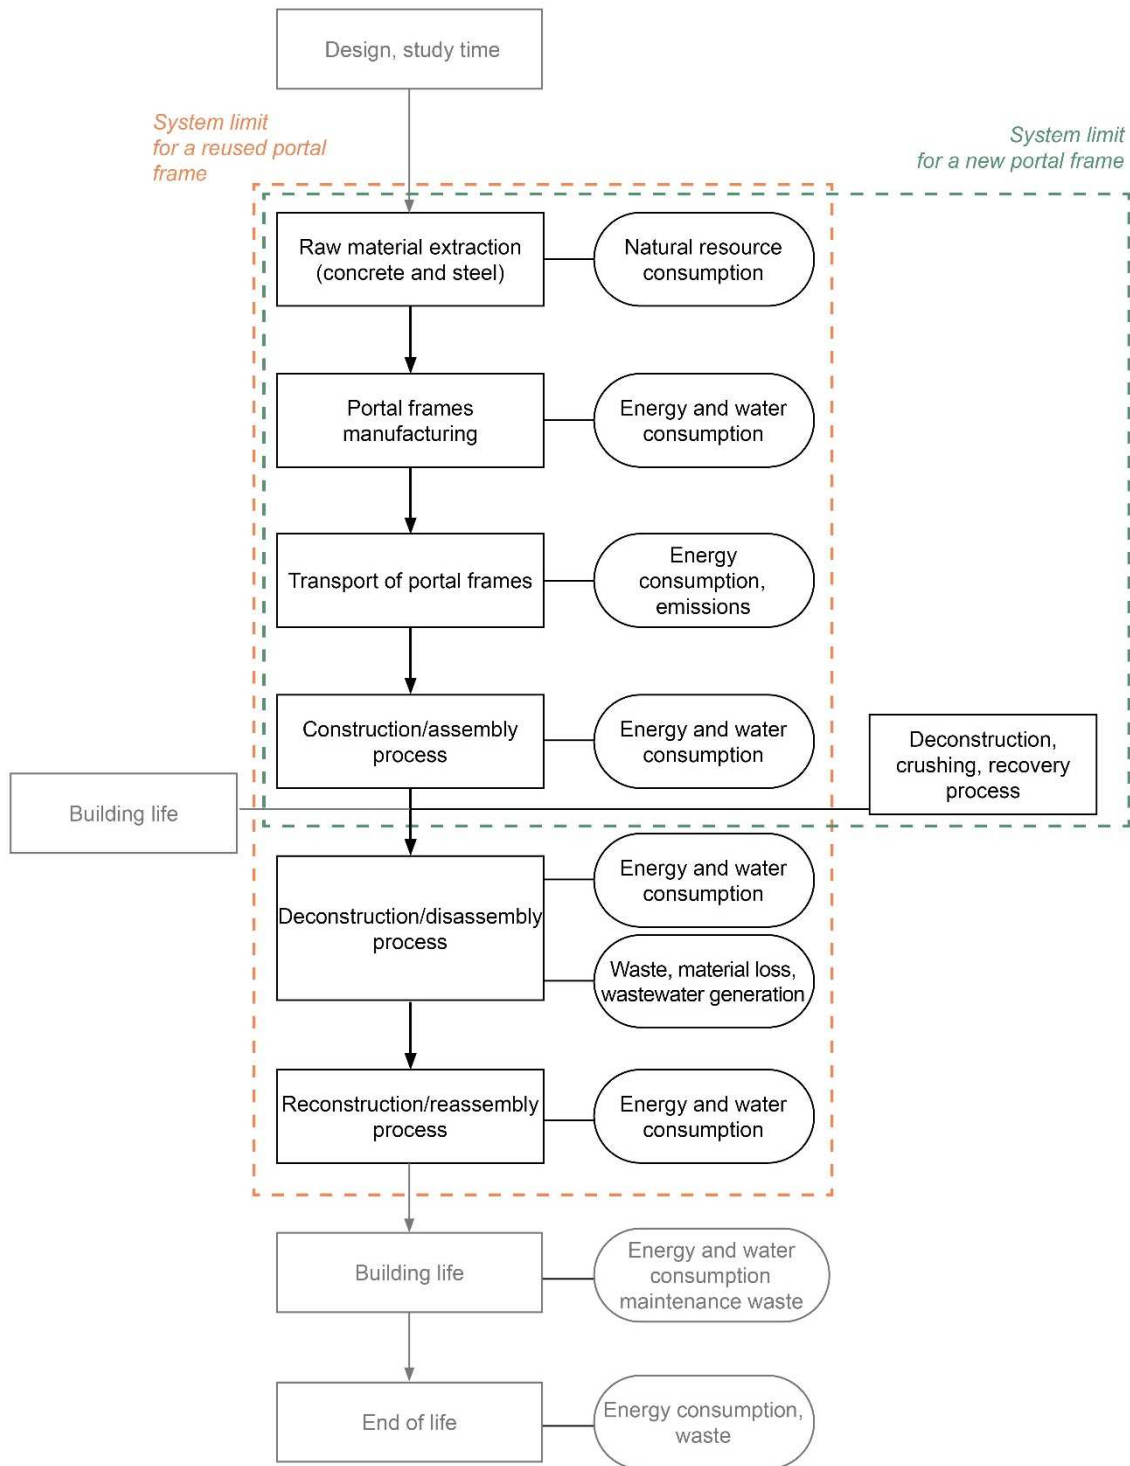 Design, study time
System limit
for a reused portal
frame
System limit
for a new portal frame
Raw material extraction
(concrete and steel)
Natural resource
consumption
Portal frames
manufacturing
Energy and water
consumption
Transport of portal frames
Energy
consumption,
emissions
Construction/assembly
process
Energy and water
consumption
Deconstruction,
crushing, recovery
process
Building life
Deconstruction/disassembly
process
Energy and water
consumption
Waste, material loss,
wastewater generation
Reconstruction/reassembly
process
Energy and water
consumption
Building life
Energy and water
consumption
maintenance waste
End of life
Energy consumption,
waste